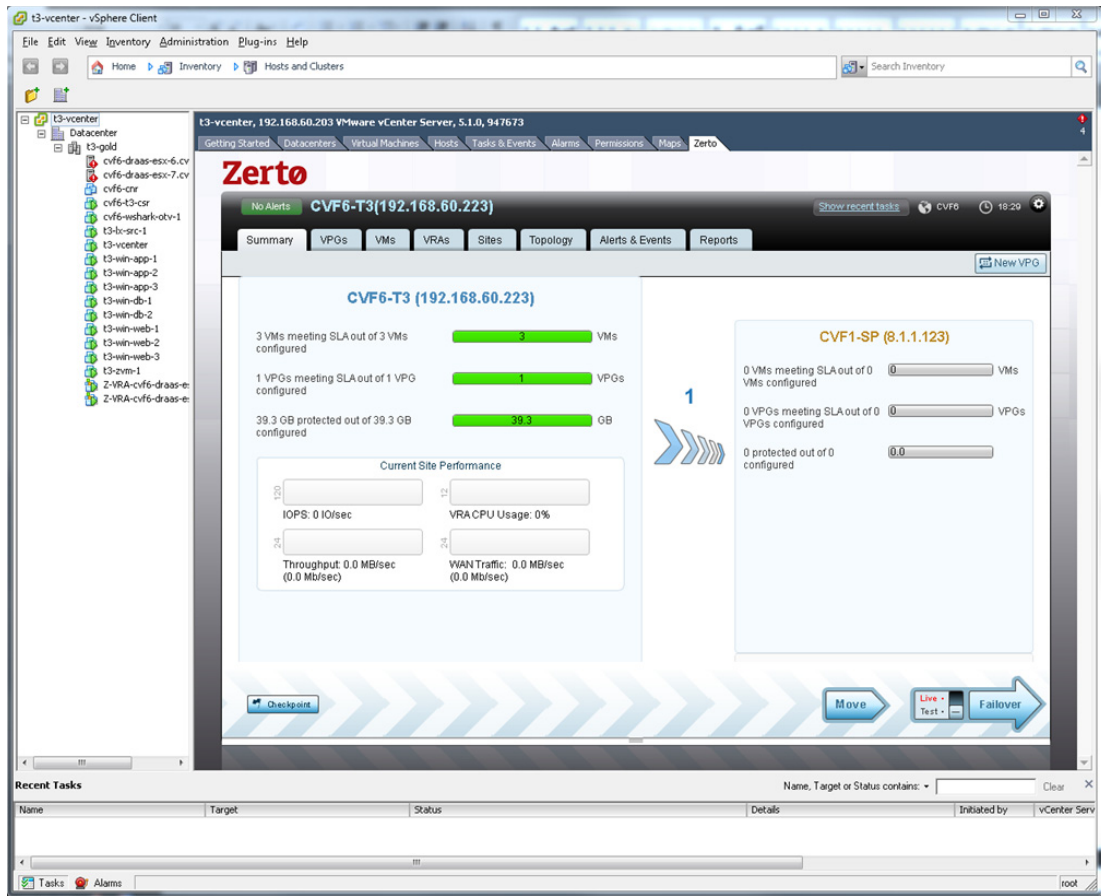 t3-vcenter - vSphere Client
File Edit View Inventory Administration Plug-ins Help
Home Inventory Hosts and Clusters
Search Inventory
t3-vcenter
Datacenter
t3-gold
cvf6-draas-esx-6.cv
cvf6-draas-esx-7.cv
cvf6-cnr
cvf6-t3-csr
cvf6-wshark-otv-1
t3-lx-src-1
t3-vcenter
t3-win-app-1
t3-win-app-2
t3-win-app-3
t3-win-db-1
t3-win-db-2
t3-win-web-1
t3-win-web-2
t3-win-web-3
t3-zvm-1
Z-VRA-cvf6-draas-e
Z-VRA-cvf6-draas-e
t3-vcenter, 192.168.60.203 VMware vCenter Server, 5.1.0, 947673
4
Getting Started Datacenters Virtual Machines Hosts Tasks & Events Alarms Permissions Maps Zerto
Zertø
No Alerts CVF6-T3(192.168.60.223) Show recent tasks CVF6 18:29
Summary VPGs VMs VRAs Sites Topology Alerts & Events Reports
New VPG
CVF6-T3 (192.168.60.223)
3 VMs meeting SLA out of 3 VMs configured 3 VMs
1 VPGs meeting SLA out of 1 VPG configured 1 VPGs
39.3 GB protected out of 39.3 GB configured 39.3 GB
Current Site Performance
120 12
IOPS: 0 IO/sec VRA CPU Usage: 0%
24 24
Throughput: 0.0 MB/sec WAN Traffic: 0.0 MB/sec
(0.0 Mb/sec) (0.0 Mb/sec)
1
CVF1-SP (8.1.1.123)
0 VMs meeting SLA out of 0 VMs configured 0 VMs
0 VPGs meeting SLA out of 0 VPGs configured 0 VPGs
0 protected out of 0 configured 0.0
Checkpoint Move Live Test Failover
Recent Tasks Name, Target or Status contains: Clear
Name Target Status Details Initiated by vCenter Serv
Tasks Alarms root